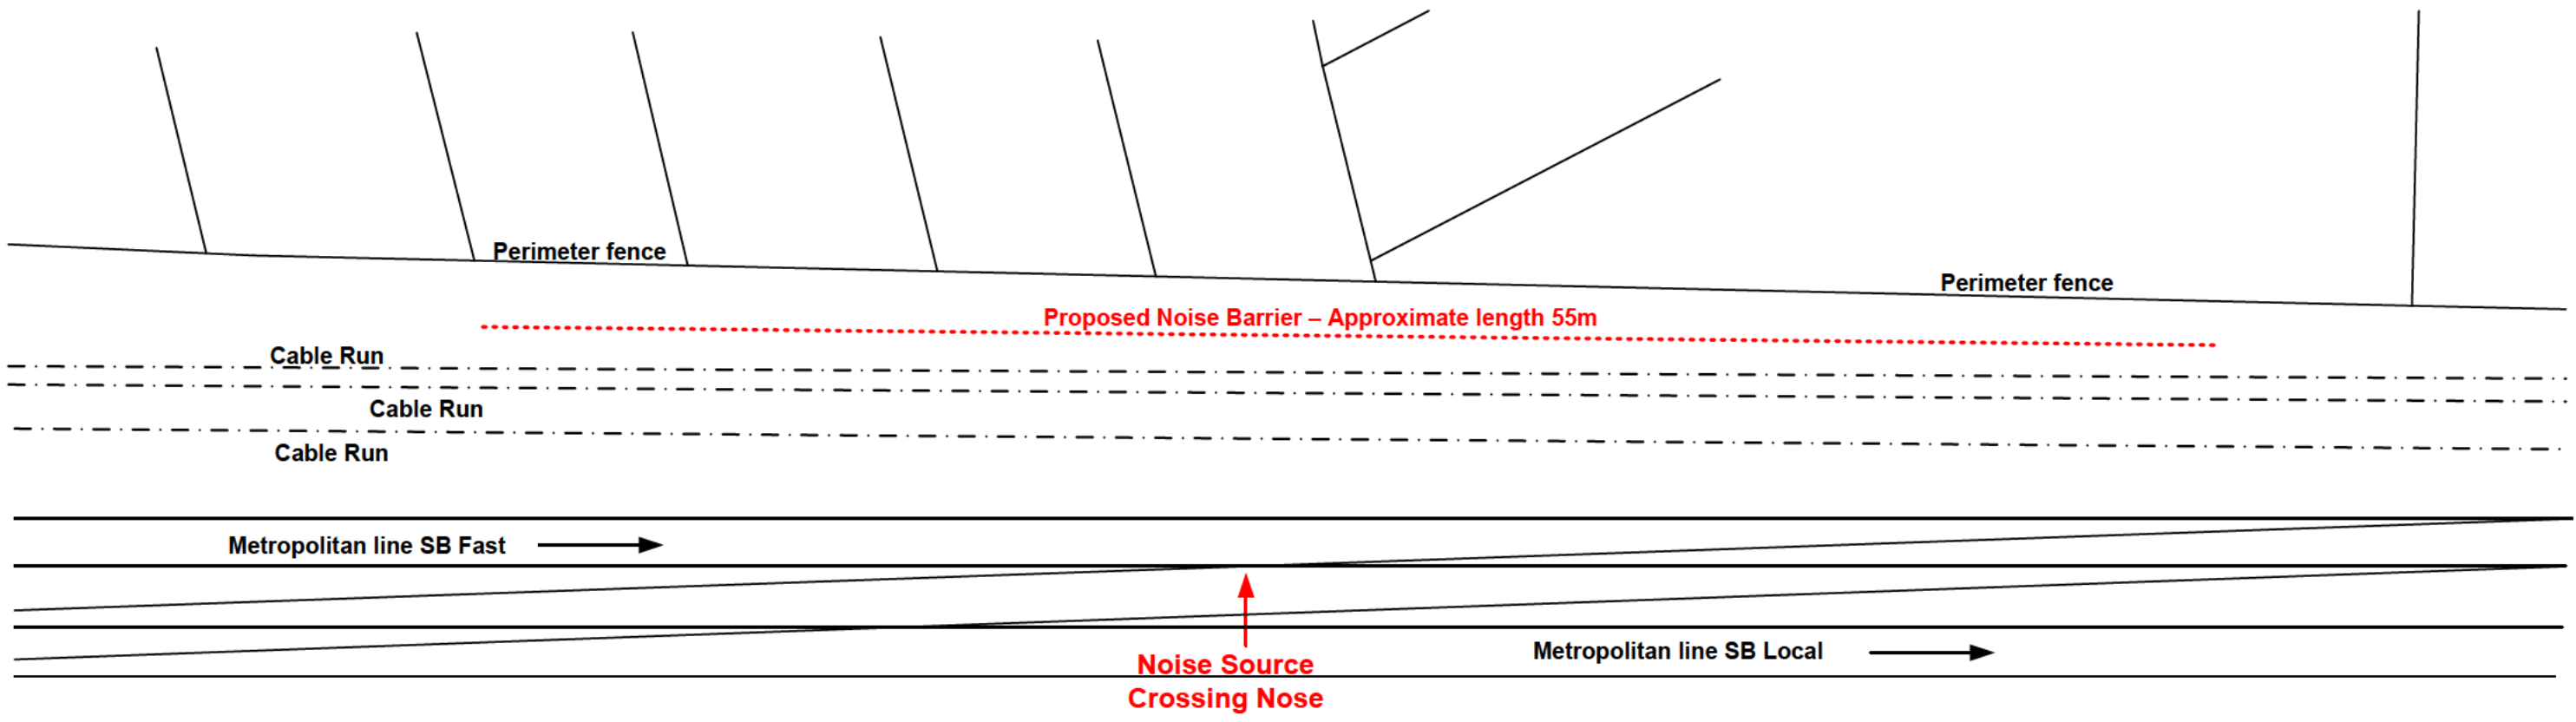 Perimeter fence
Perimeter fence
Proposed Noise Barrier – Approximate length 55m
Cable Run
Cable Run
Cable Run
Metropolitan line SB Fast
Metropolitan line SB Local
Noise Source
Crossing Nose